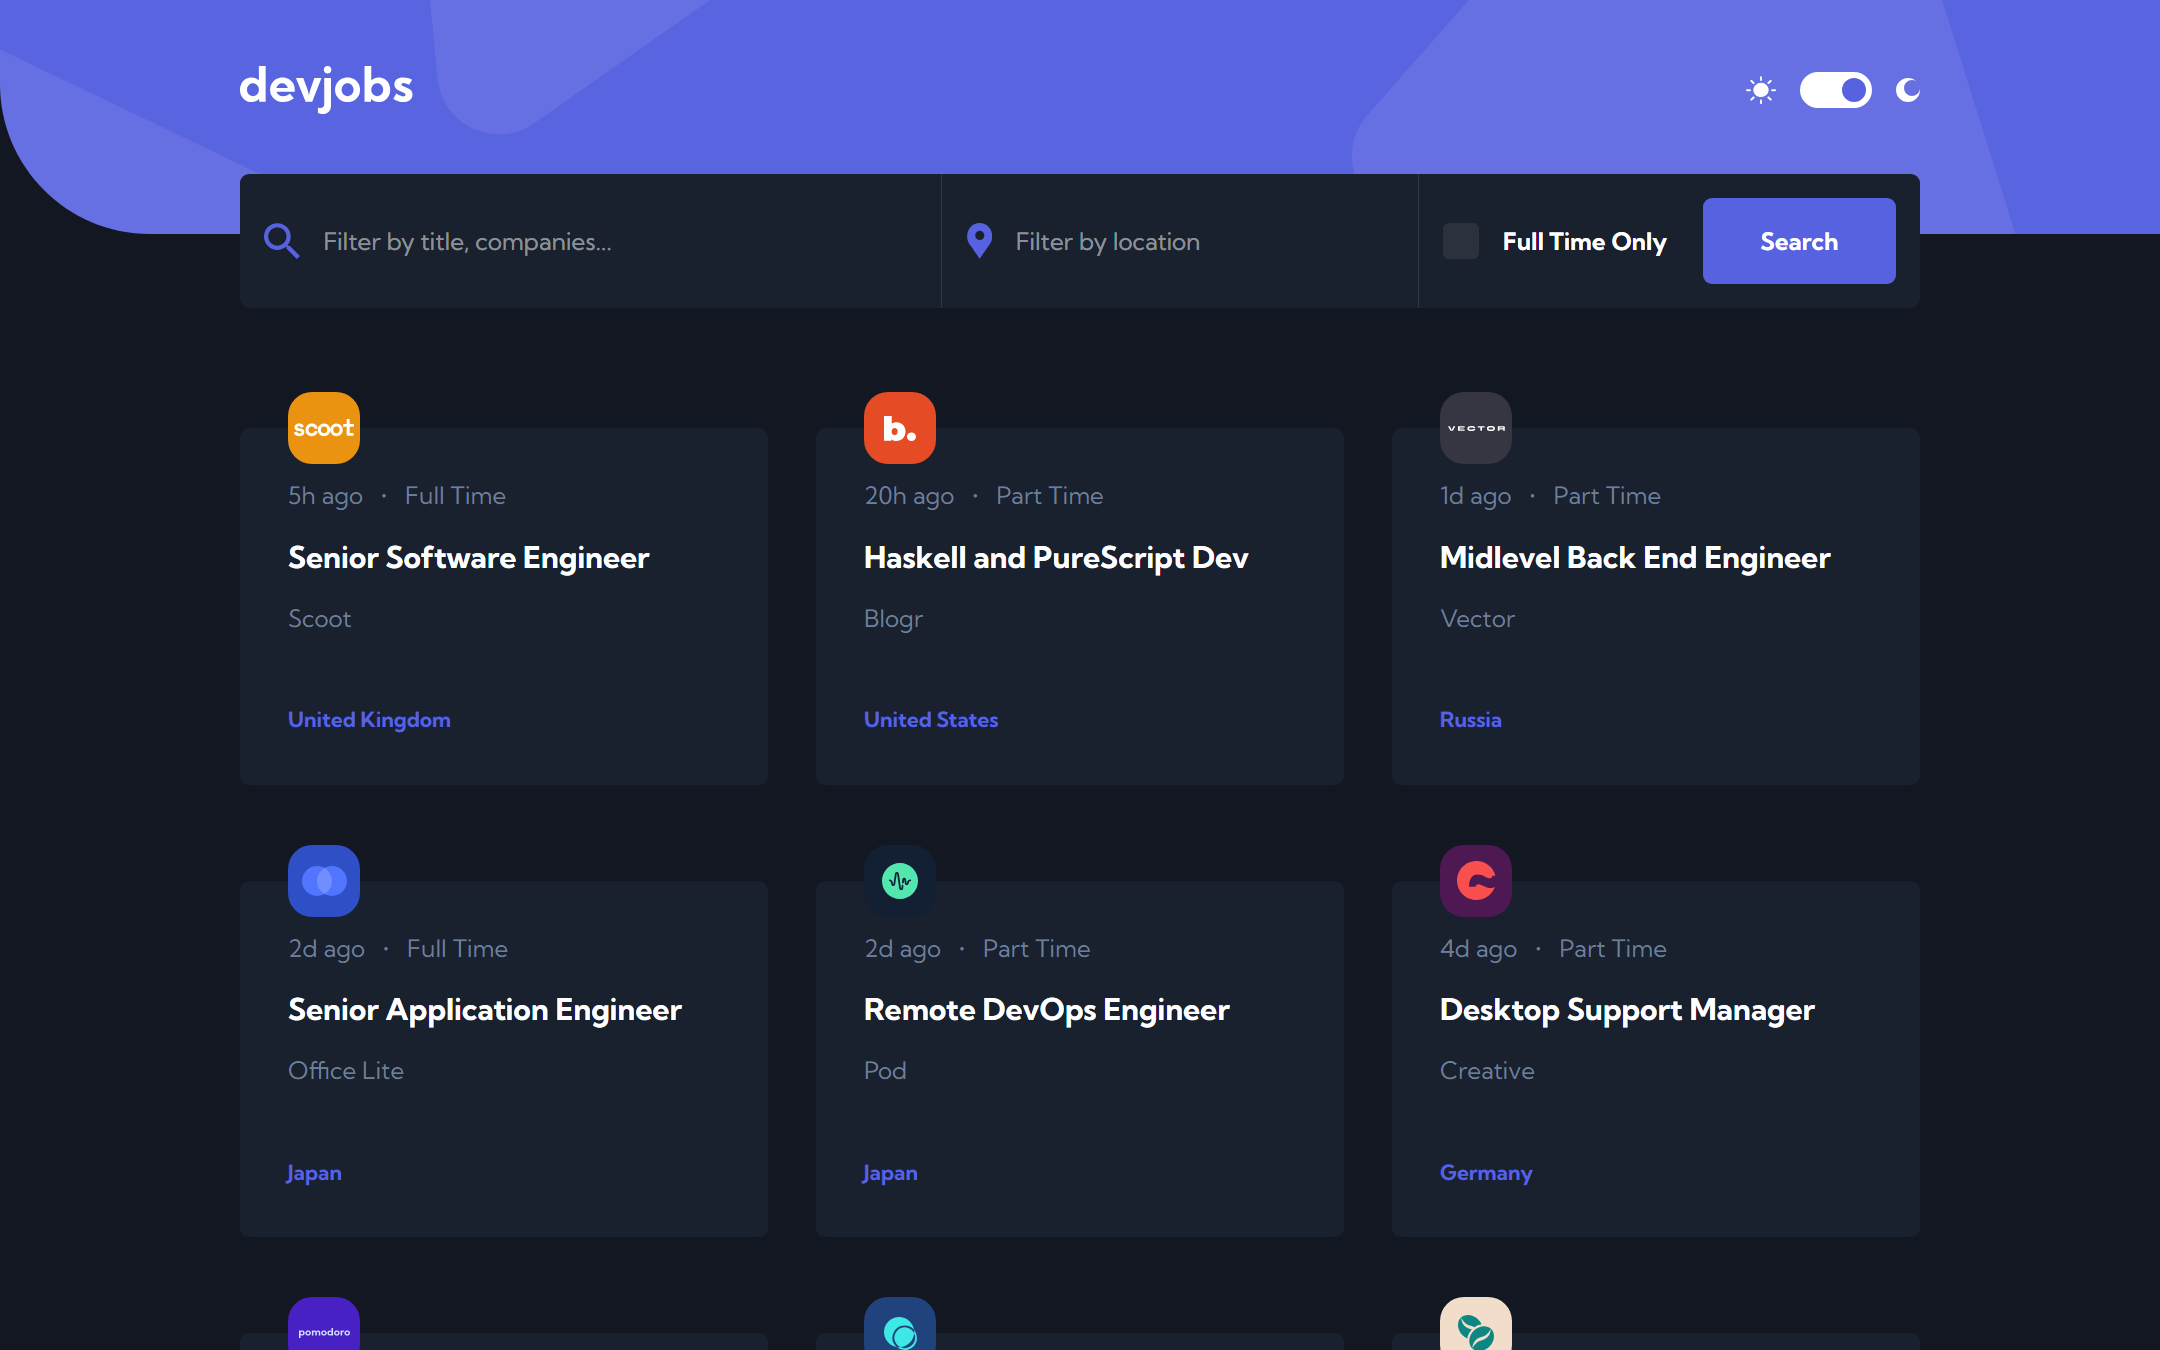 devjobs
Filter by title, companies...
Filter by location
Full Time Only
Search
scoot
5h ago · Full Time
Senior Software Engineer
Scoot
United Kingdom
b.
20h ago · Part Time
Haskell and PureScript Dev
Blogr
United States
VECTOR
1d ago · Part Time
Midlevel Back End Engineer
Vector
Russia
2d ago · Full Time
Senior Application Engineer
Office Lite
Japan
2d ago · Part Time
Remote DevOps Engineer
Pod
Japan
4d ago · Part Time
Desktop Support Manager
Creative
Germany
pomodoro